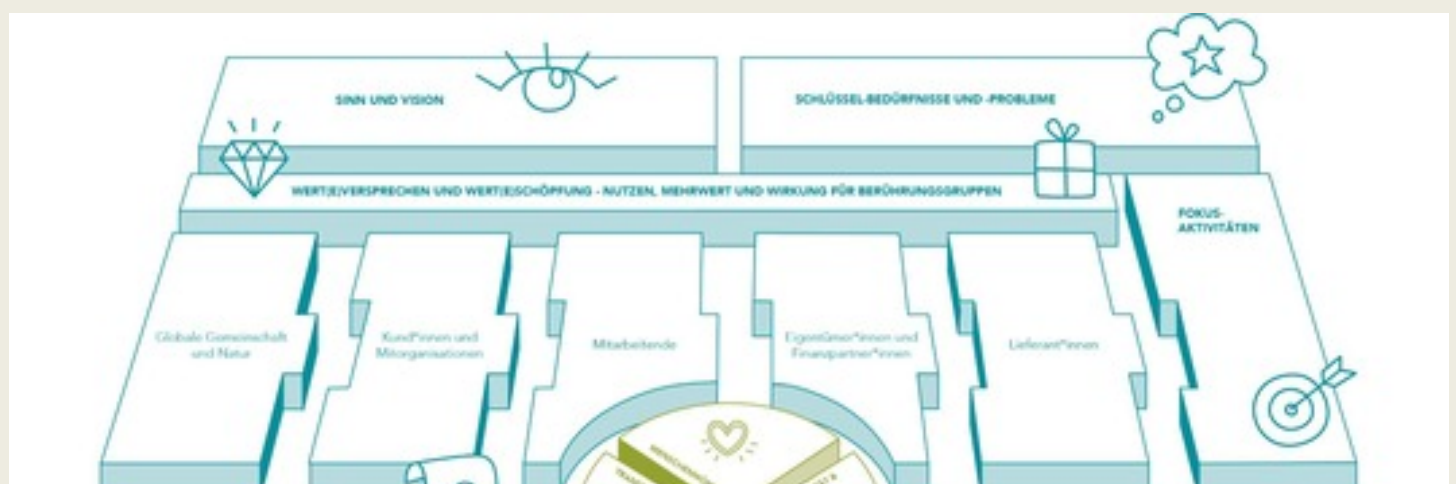 SINN UND VISION
SCHLÜSSEL-BEDÜRFNISSE UND -PROBLEME
WERT(E)VERSPRECHEN UND WERT(E)SCHÖPFUNG - NUTZEN, MEHRWERT UND WIRKUNG FÜR BERÜHRUNGSGRUPPEN
FOKUS-
AKTIVITÄTEN
Globale Gemeinschaft
und Natur
Kund*innen und
Mitorganisationen
Mitarbeitende
Eigentümer*innen und
Finanzpartner*innen
Lieferant*innen